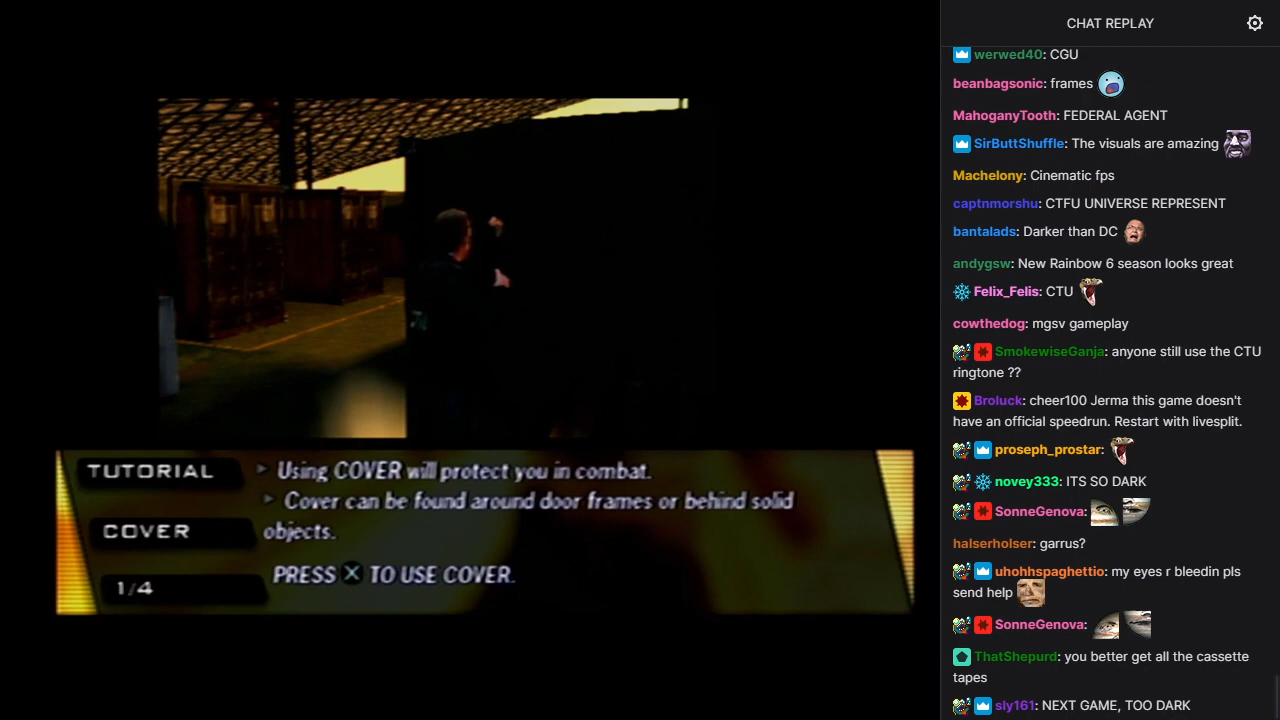 TUTORIAL
Using COVER will protect you in combat.
Cover can be found around door frames or behind solid
COVER
objects.
PRESS X TO USE COVER.
1/4
CHAT REPLAY
werwed40: CGU
beanbagsonic: frames
MahoganyTooth: FEDERAL AGENT
SirButtShuffle: The visuals are amazing
Machelony: Cinematic fps
captnmorshu: CTFU UNIVERSE REPRESENT
bantalads: Darker than DC
andygsw: New Rainbow 6 season looks great
Felix_Felis: CTU
cowthedog: mgsv gameplay
SmokewiseGanja: anyone still use the CTU
ringtone ??
Broluck: cheer100 Jerma this game doesn't
have an official speedrun. Restart with livesplit.
proseph_prostar:
novey333: ITS SO DARK
SonneGenova:
halserholser: garrus?
uhohhspaghettio: my eyes r bleedin pls
send help
SonneGenova:
ThatShepurd: you better get all the cassette
tapes
sly161: NEXT GAME, TOO DARK